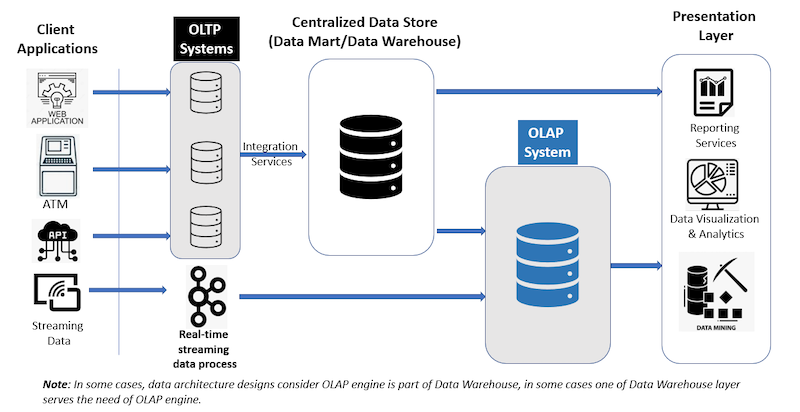 Client
Applications
OLTP
Systems
Centralized Data Store
(Data Mart/Data Warehouse)
Presentation
Layer
WEB
APPLICATION
ATM
API
Streaming
Data
Integration
Services
Real-time
streaming
data process
OLAP
System
Reporting
Services
Data Visualization
& Analytics
DATA MINING
Note: In some cases, data architecture designs consider OLAP engine is part of Data Warehouse, in some cases one of Data Warehouse layer
serves the need of OLAP engine.